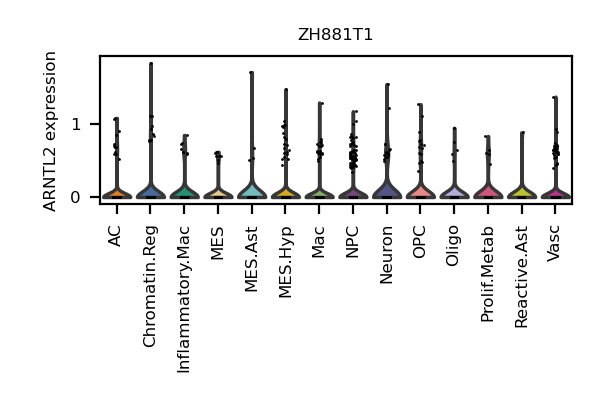 ZH881T1
ARNTL2 expression
1
0
AC
Chromatin.Reg
Inflammatory.Mac
MES
MES.Ast
MES.Hyp
Mac
NPC
Neuron
OPC
Oligo
Prolif.Metab
Reactive.Ast
Vasc